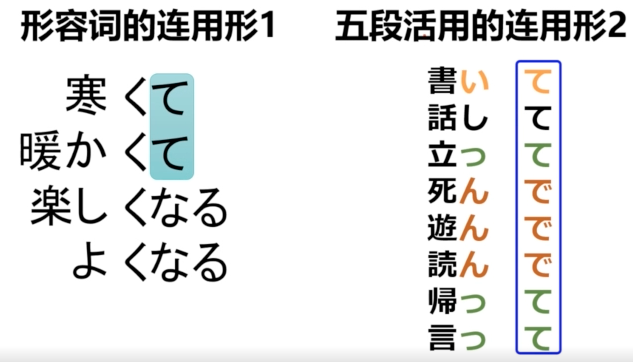 形容词的连用形1
寒くて
暖かくて
楽しくなる
よくなる
五段活用的连用形2
書いて
話して
立って
死んで
遊んで
読んで
帰って
言って